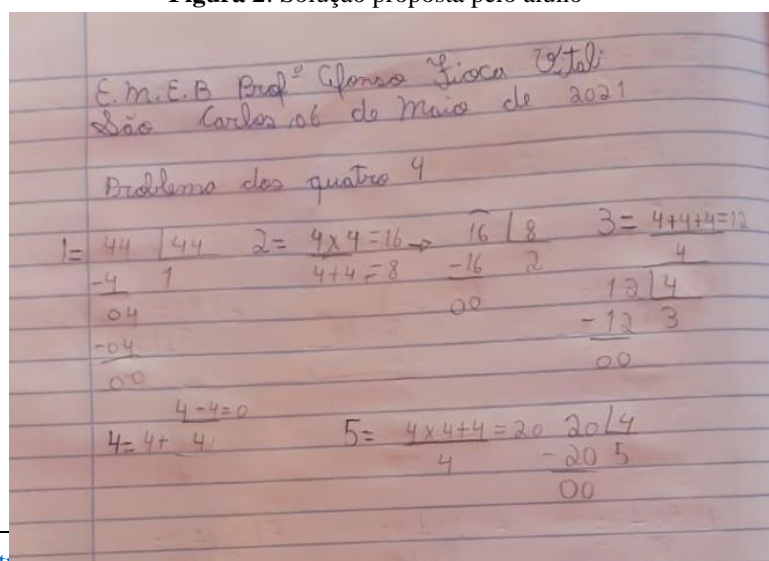 Figura 2: Solução proposta pelo aluno
E.M.E.B Profº Afonso Fioca Vitali
São Carlos, 06 de Maio de 2021
Problema dos quatro 4
1= 44 |44 2= 4x4=16 → 16 |8 3= 4+4+4=12
-4 1 4+4=8 -16 2 4
04 00 12|4
-04 -12 3
00 00
4-4=0
4= 4+ 4 5= 4x4+4=20 20|4
4 -20 5
00